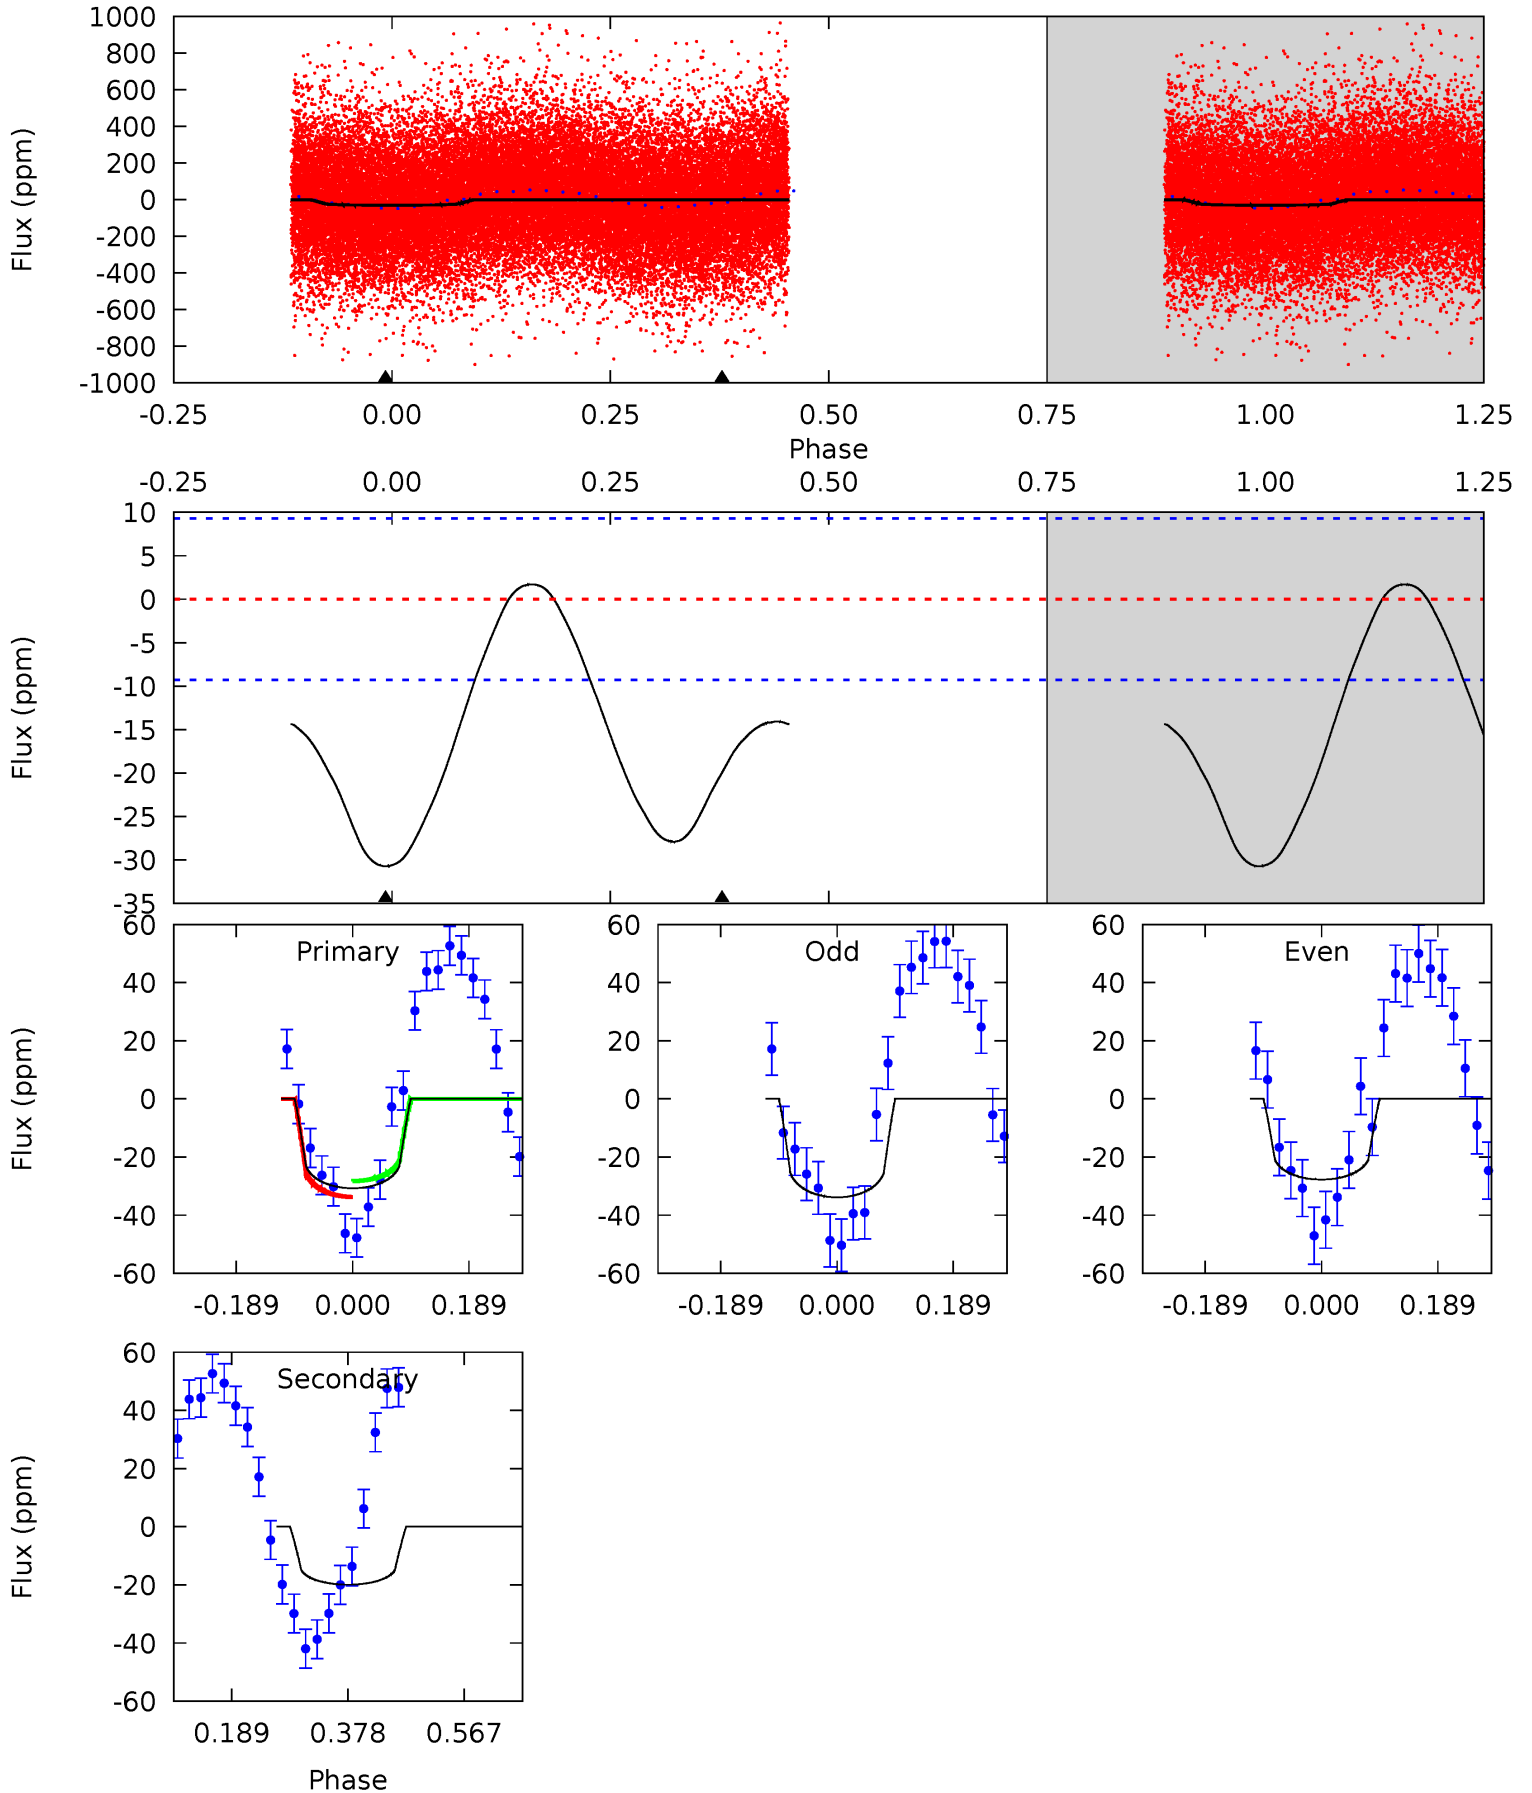 1000
800
600
400
200
0
-200
-400
-600
-800
-1000
Flux (ppm)
-0.25 0.00 0.25 0.50 0.75 1.00 1.25
Phase
-0.25 0.00 0.25 0.50 0.75 1.00 1.25
10
5
0
-5
-10
-15
-20
-25
-30
-35
Flux (ppm)
Primary Odd Even
60 60 60
40 40 40
20 20 20
0 0 0
-20 -20 -20
-40 -40 -40
-60 -60 -60
Flux (ppm)
-0.189 0.000 0.189 -0.189 0.000 0.189 -0.189 0.000 0.189
Secondary
60
40
20
0
-20
-40
-60
Flux (ppm)
0.189 0.378 0.567
Phase